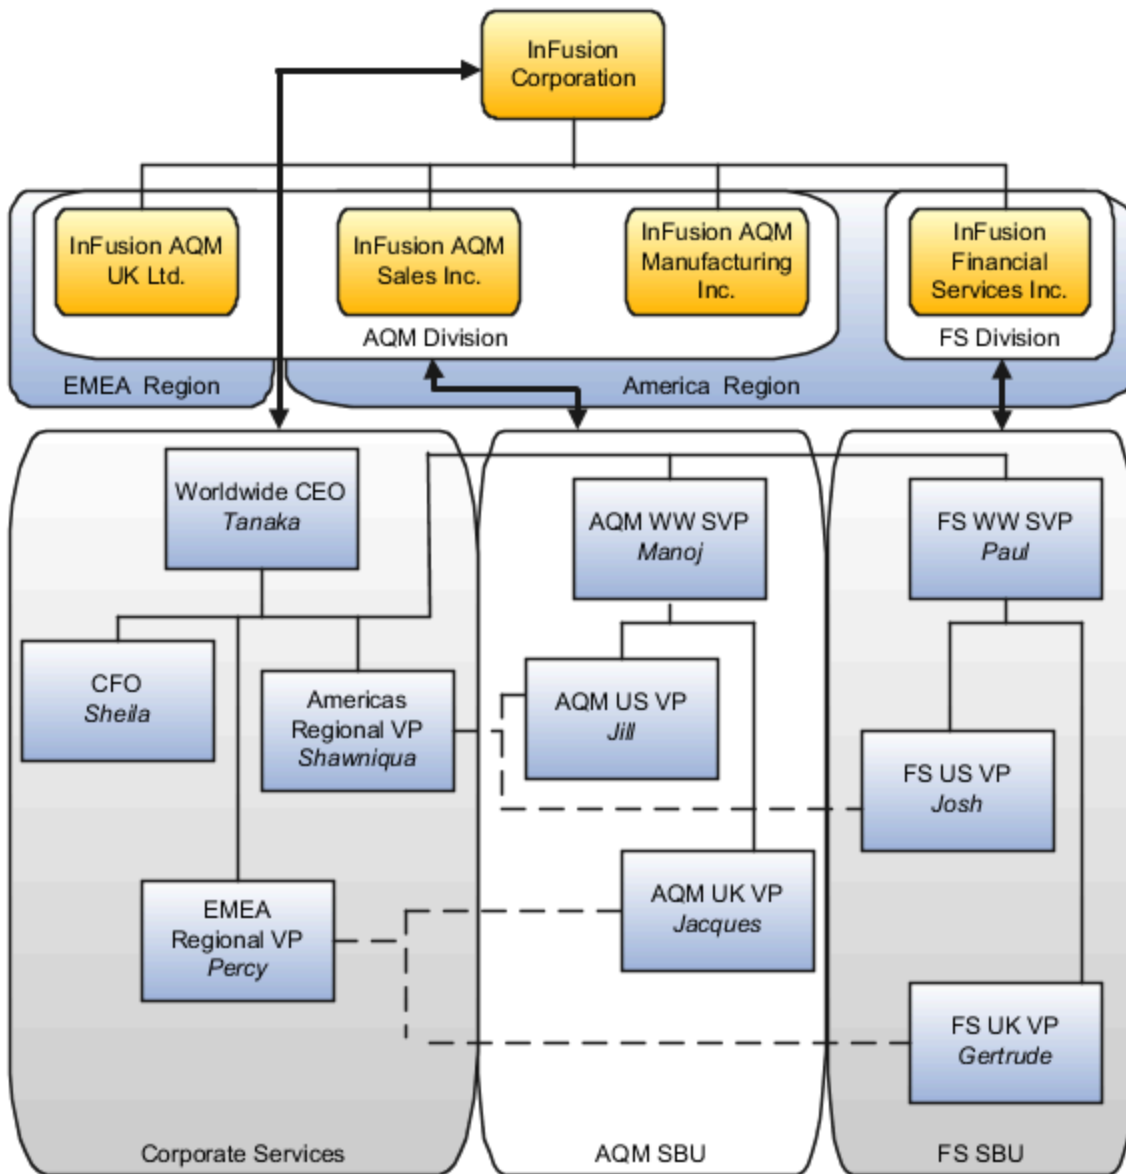 InFusion
Corporation
InFusion AQM
UK Ltd.
InFusion AQM
Sales Inc.
InFusion AQM
Manufacturing
Inc.
InFusion
Financial
Services Inc.
AQM Division
FS Division
EMEA Region
America Region
Worldwide CEO
Tanaka
AQM WW SVP
Manoj
FS WW SVP
Paul
CFO
Sheila
Americas
Regional VP
Shawniqua
AQM US VP
Jill
FS US VP
Josh
EMEA
Regional VP
Percy
AQM UK VP
Jacques
FS UK VP
Gertrude
Corporate Services
AQM SBU
FS SBU